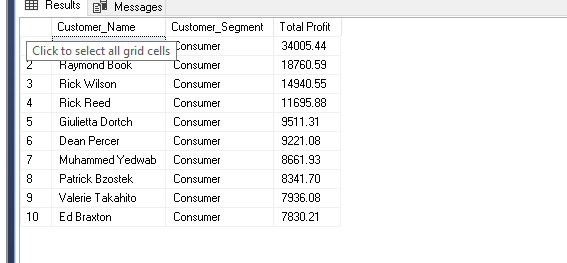 Results Messages
Customer_Name Customer_Segment Total Profit
Click to select all grid cells Consumer 34005.44
2 Raymond Book Consumer 18760.59
3 Rick Wilson Consumer 14940.55
4 Rick Reed Consumer 11695.88
5 Giulietta Dortch Consumer 9511.31
6 Dean Percer Consumer 9221.08
7 Muhammed Yedwab Consumer 8661.93
8 Patrick Bzostek Consumer 8341.70
9 Valerie Takahito Consumer 7936.08
10 Ed Braxton Consumer 7830.21